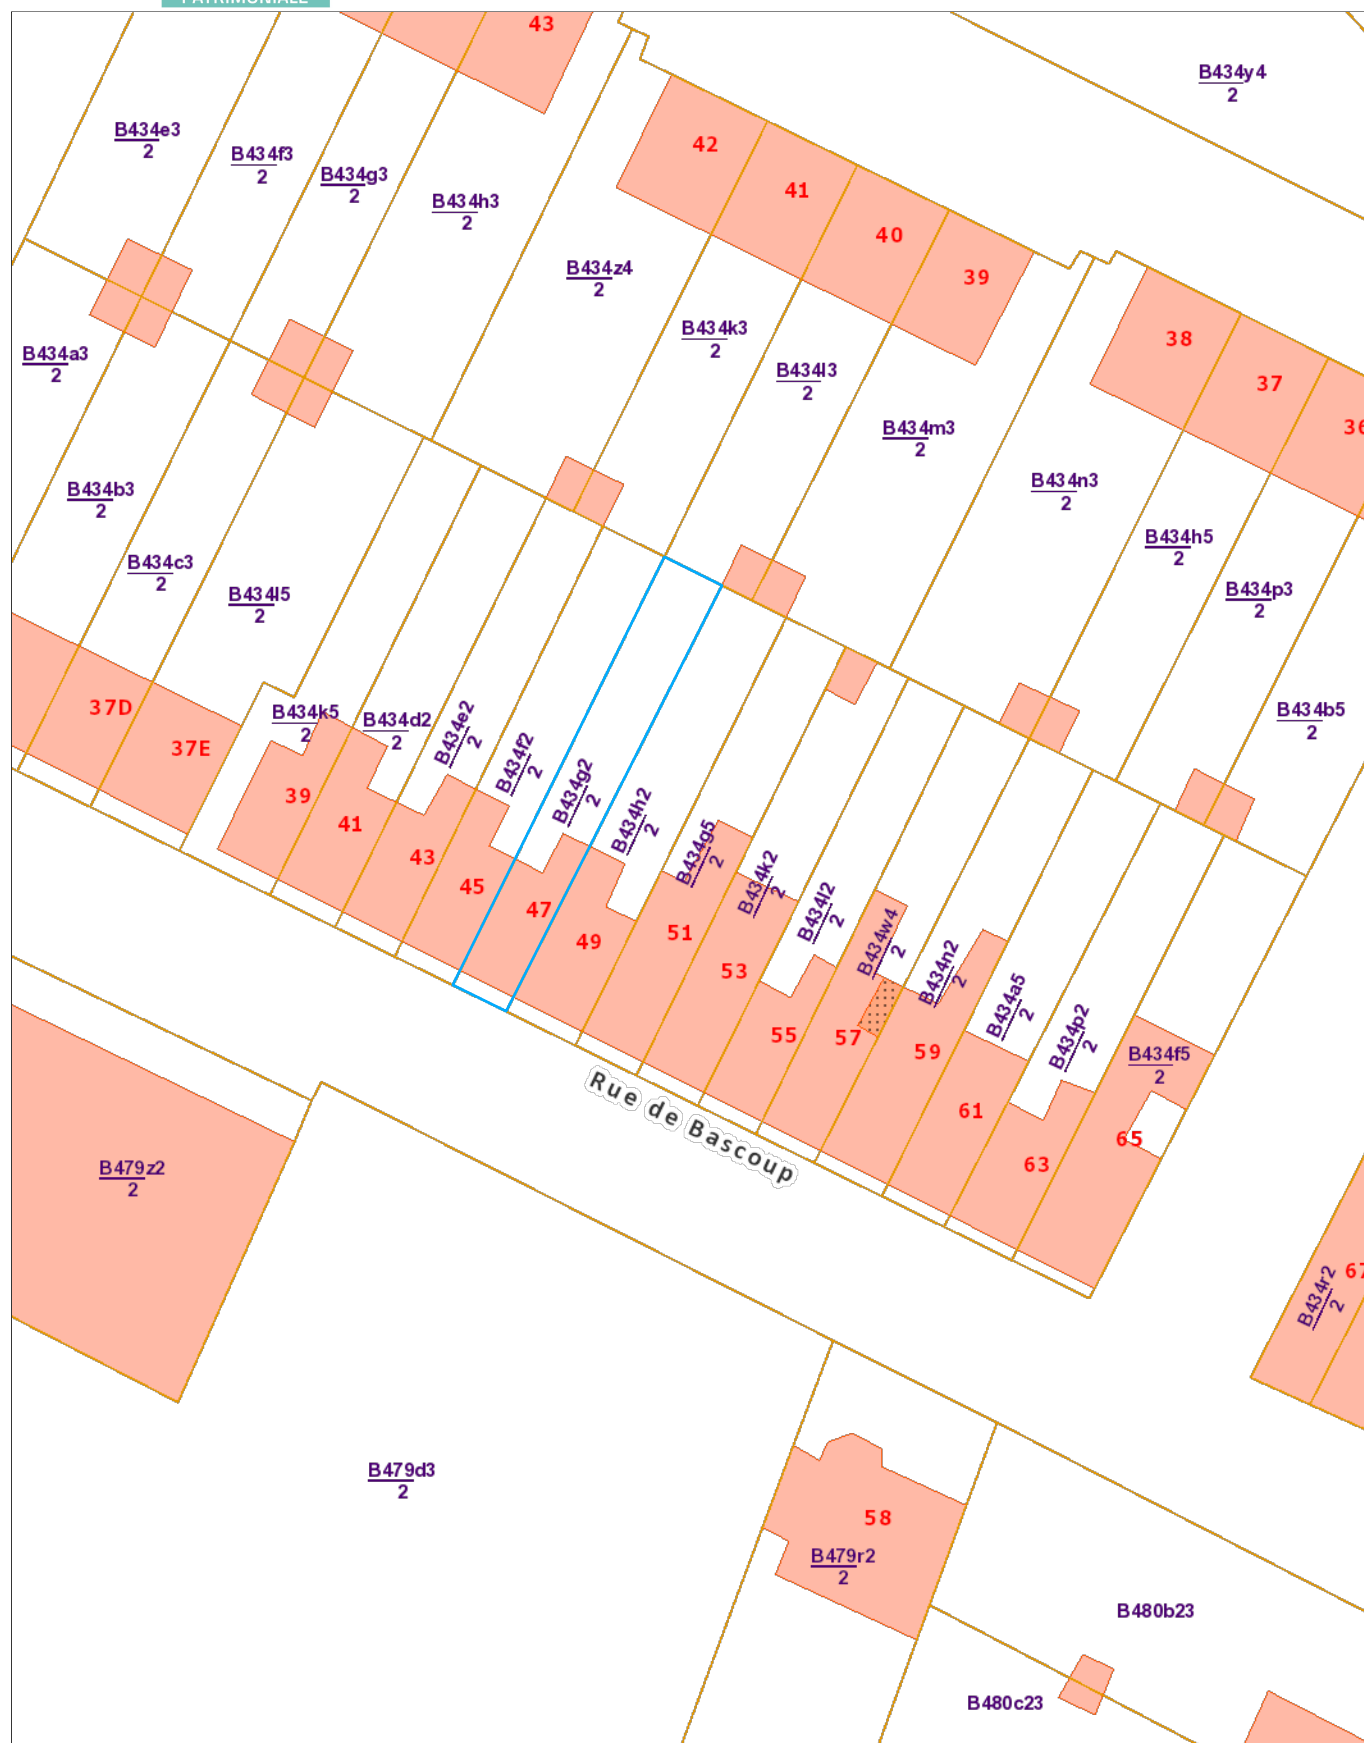 PATRIMONIALE
43
B434y4
2
B434e3
2
B434f3
2
B434g3
2
B434h3
2
42
41
40
39
B434z4
2
B434k3
2
B434l3
2
B434m3
2
B434n3
2
38
37
36
B434a3
2
B434b3
2
B434c3
2
B434l5
2
B434h5
2
B434p3
2
B434b5
2
37D
37E
B434k5
2
B434d2
2
B434e2
2
B434f2
2
B434g2
2
B434h2
2
B434g5
2
B434k2
2
B434l2
2
B434w4
2
B434n2
2
B434a5
2
B434p2
2
B434f5
2
39
41
43
45
47
49
51
53
55
57
59
61
63
65
Rue de Bascoup
B479z2
2
B434r2
2
67
B479d3
2
58
B479r2
2
B480b23
B480c23